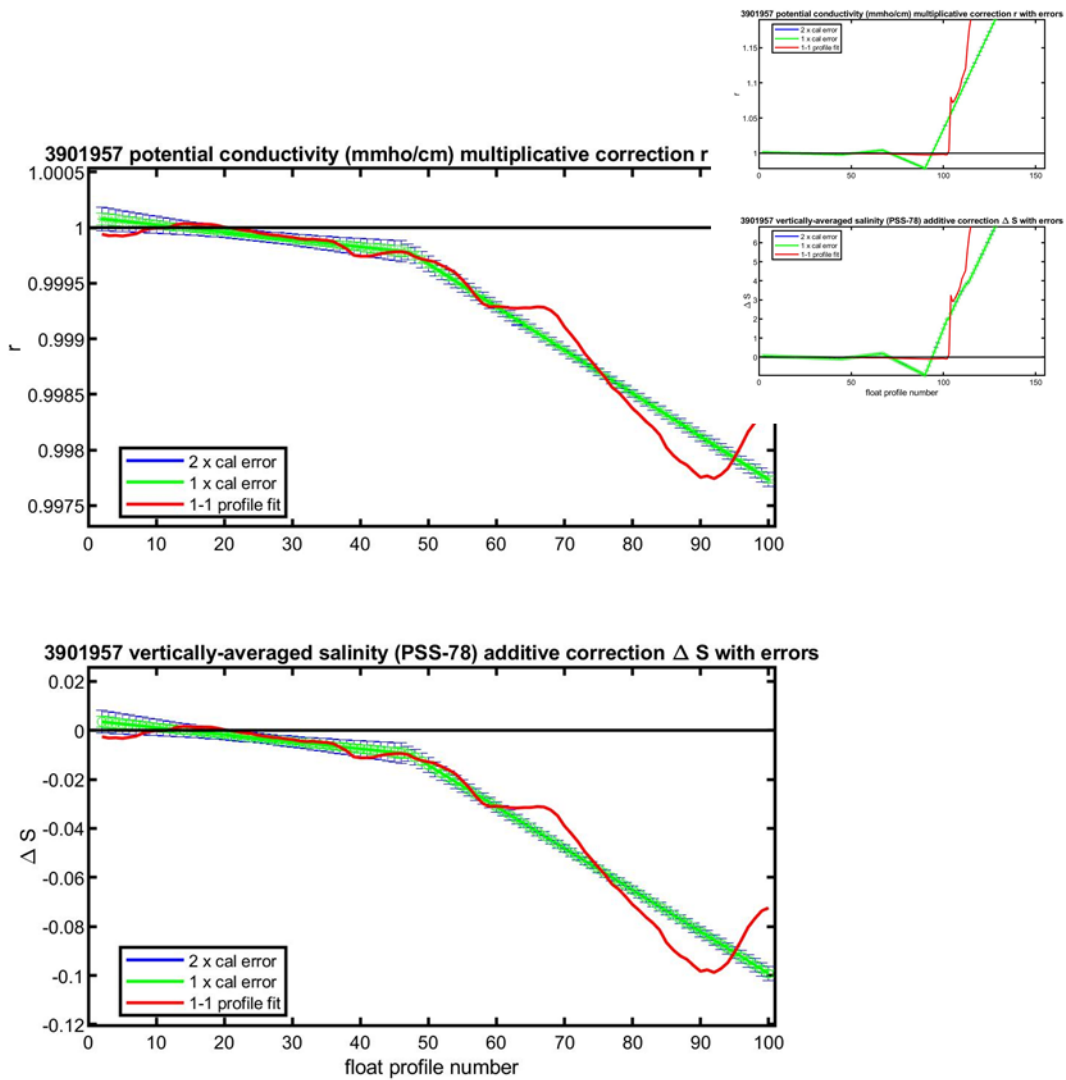 3901957 potential conductivity (mmho/cm) multiplicative correction r with errors
2 x cal error
1 x cal error
1-1 profile fit
1.15
1.1
1.05
1
r
0 50 100 150
3901957 vertically-averaged salinity (PSS-78) additive correction Δ S with errors
2 x cal error
1 x cal error
1-1 profile fit
6
5
4
3
2
1
0
Δ S
0 50 100 150
float profile number
3901957 potential conductivity (mmho/cm) multiplicative correction r
1.0005
1
0.9995
0.999
0.9985
0.998
0.9975
r
2 x cal error
1 x cal error
1-1 profile fit
0 10 20 30 40 50 60 70 80 90 100
3901957 vertically-averaged salinity (PSS-78) additive correction Δ S with errors
0.02
0
-0.02
-0.04
-0.06
-0.08
-0.1
-0.12
Δ S
2 x cal error
1 x cal error
1-1 profile fit
0 10 20 30 40 50 60 70 80 90 100
float profile number